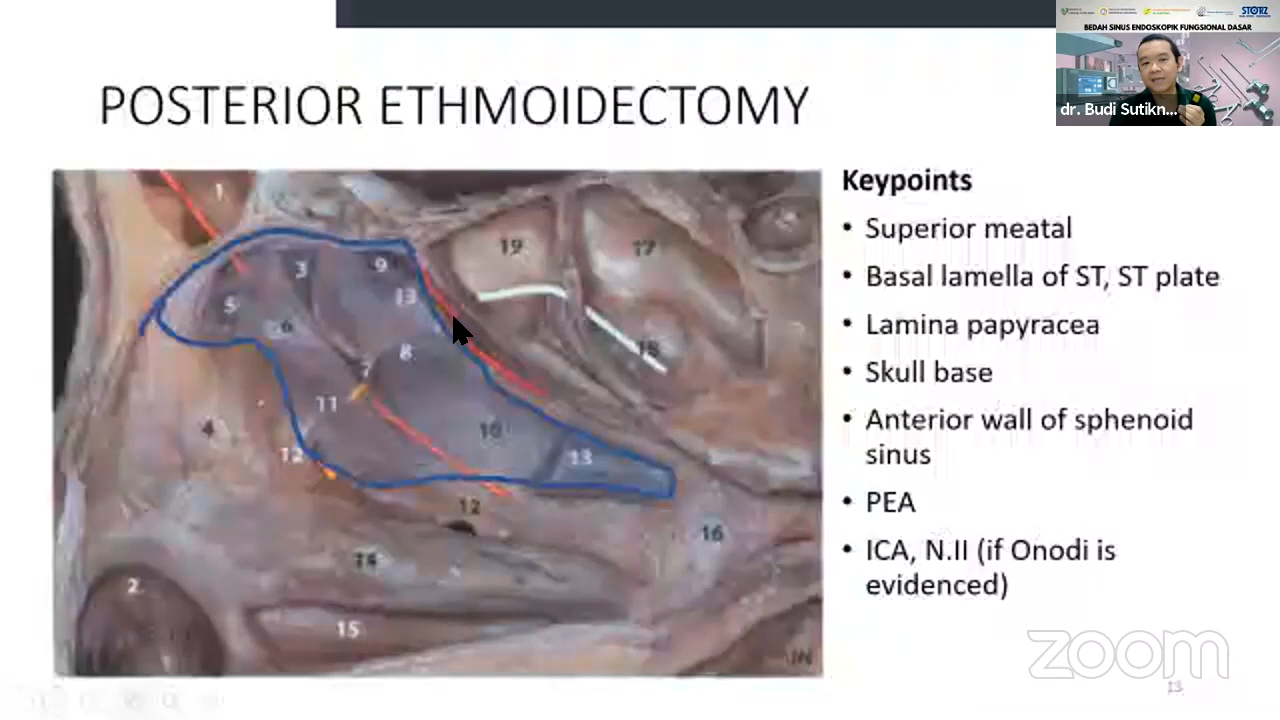 STORZ
BEDAH SINUS ENDOSKOPIK FUNGSIONAL DASAR
dr. Budi Sutikn...
POSTERIOR ETHMOIDECTOMY
1
19
17
3
9
5
13
6
18
8
7
11
4
10
12
13
12
16
14
2
15
Keypoints
• Superior meatal
• Basal lamella of ST, ST plate
• Lamina papyracea
• Skull base
• Anterior wall of sphenoid
sinus
• PEA
• ICA, N.II (if Onodi is
evidenced)
zoom